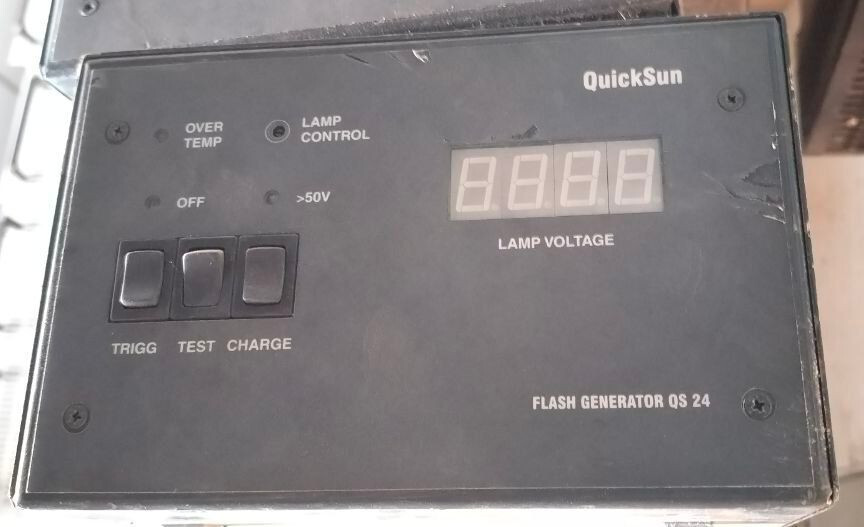 QuickSun
OVER
TEMP
LAMP
CONTROL
OFF
>50V
LAMP VOLTAGE
TRIGG TEST CHARGE
FLASH GENERATOR QS 24